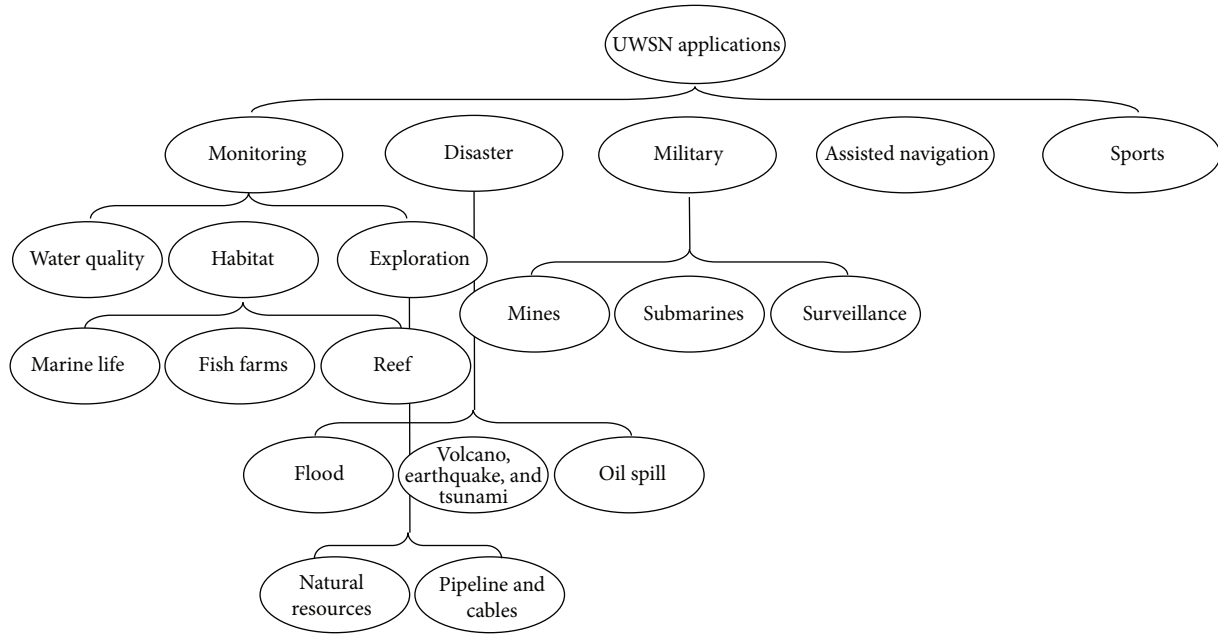 UWSN applications
Monitoring
Disaster
Military
Assisted navigation
Sports
Water quality
Habitat
Exploration
Mines
Submarines
Surveillance
Marine life
Fish farms
Reef
Flood
Volcano,
earthquake, and
tsunami
Oil spill
Natural
resources
Pipeline and
cables